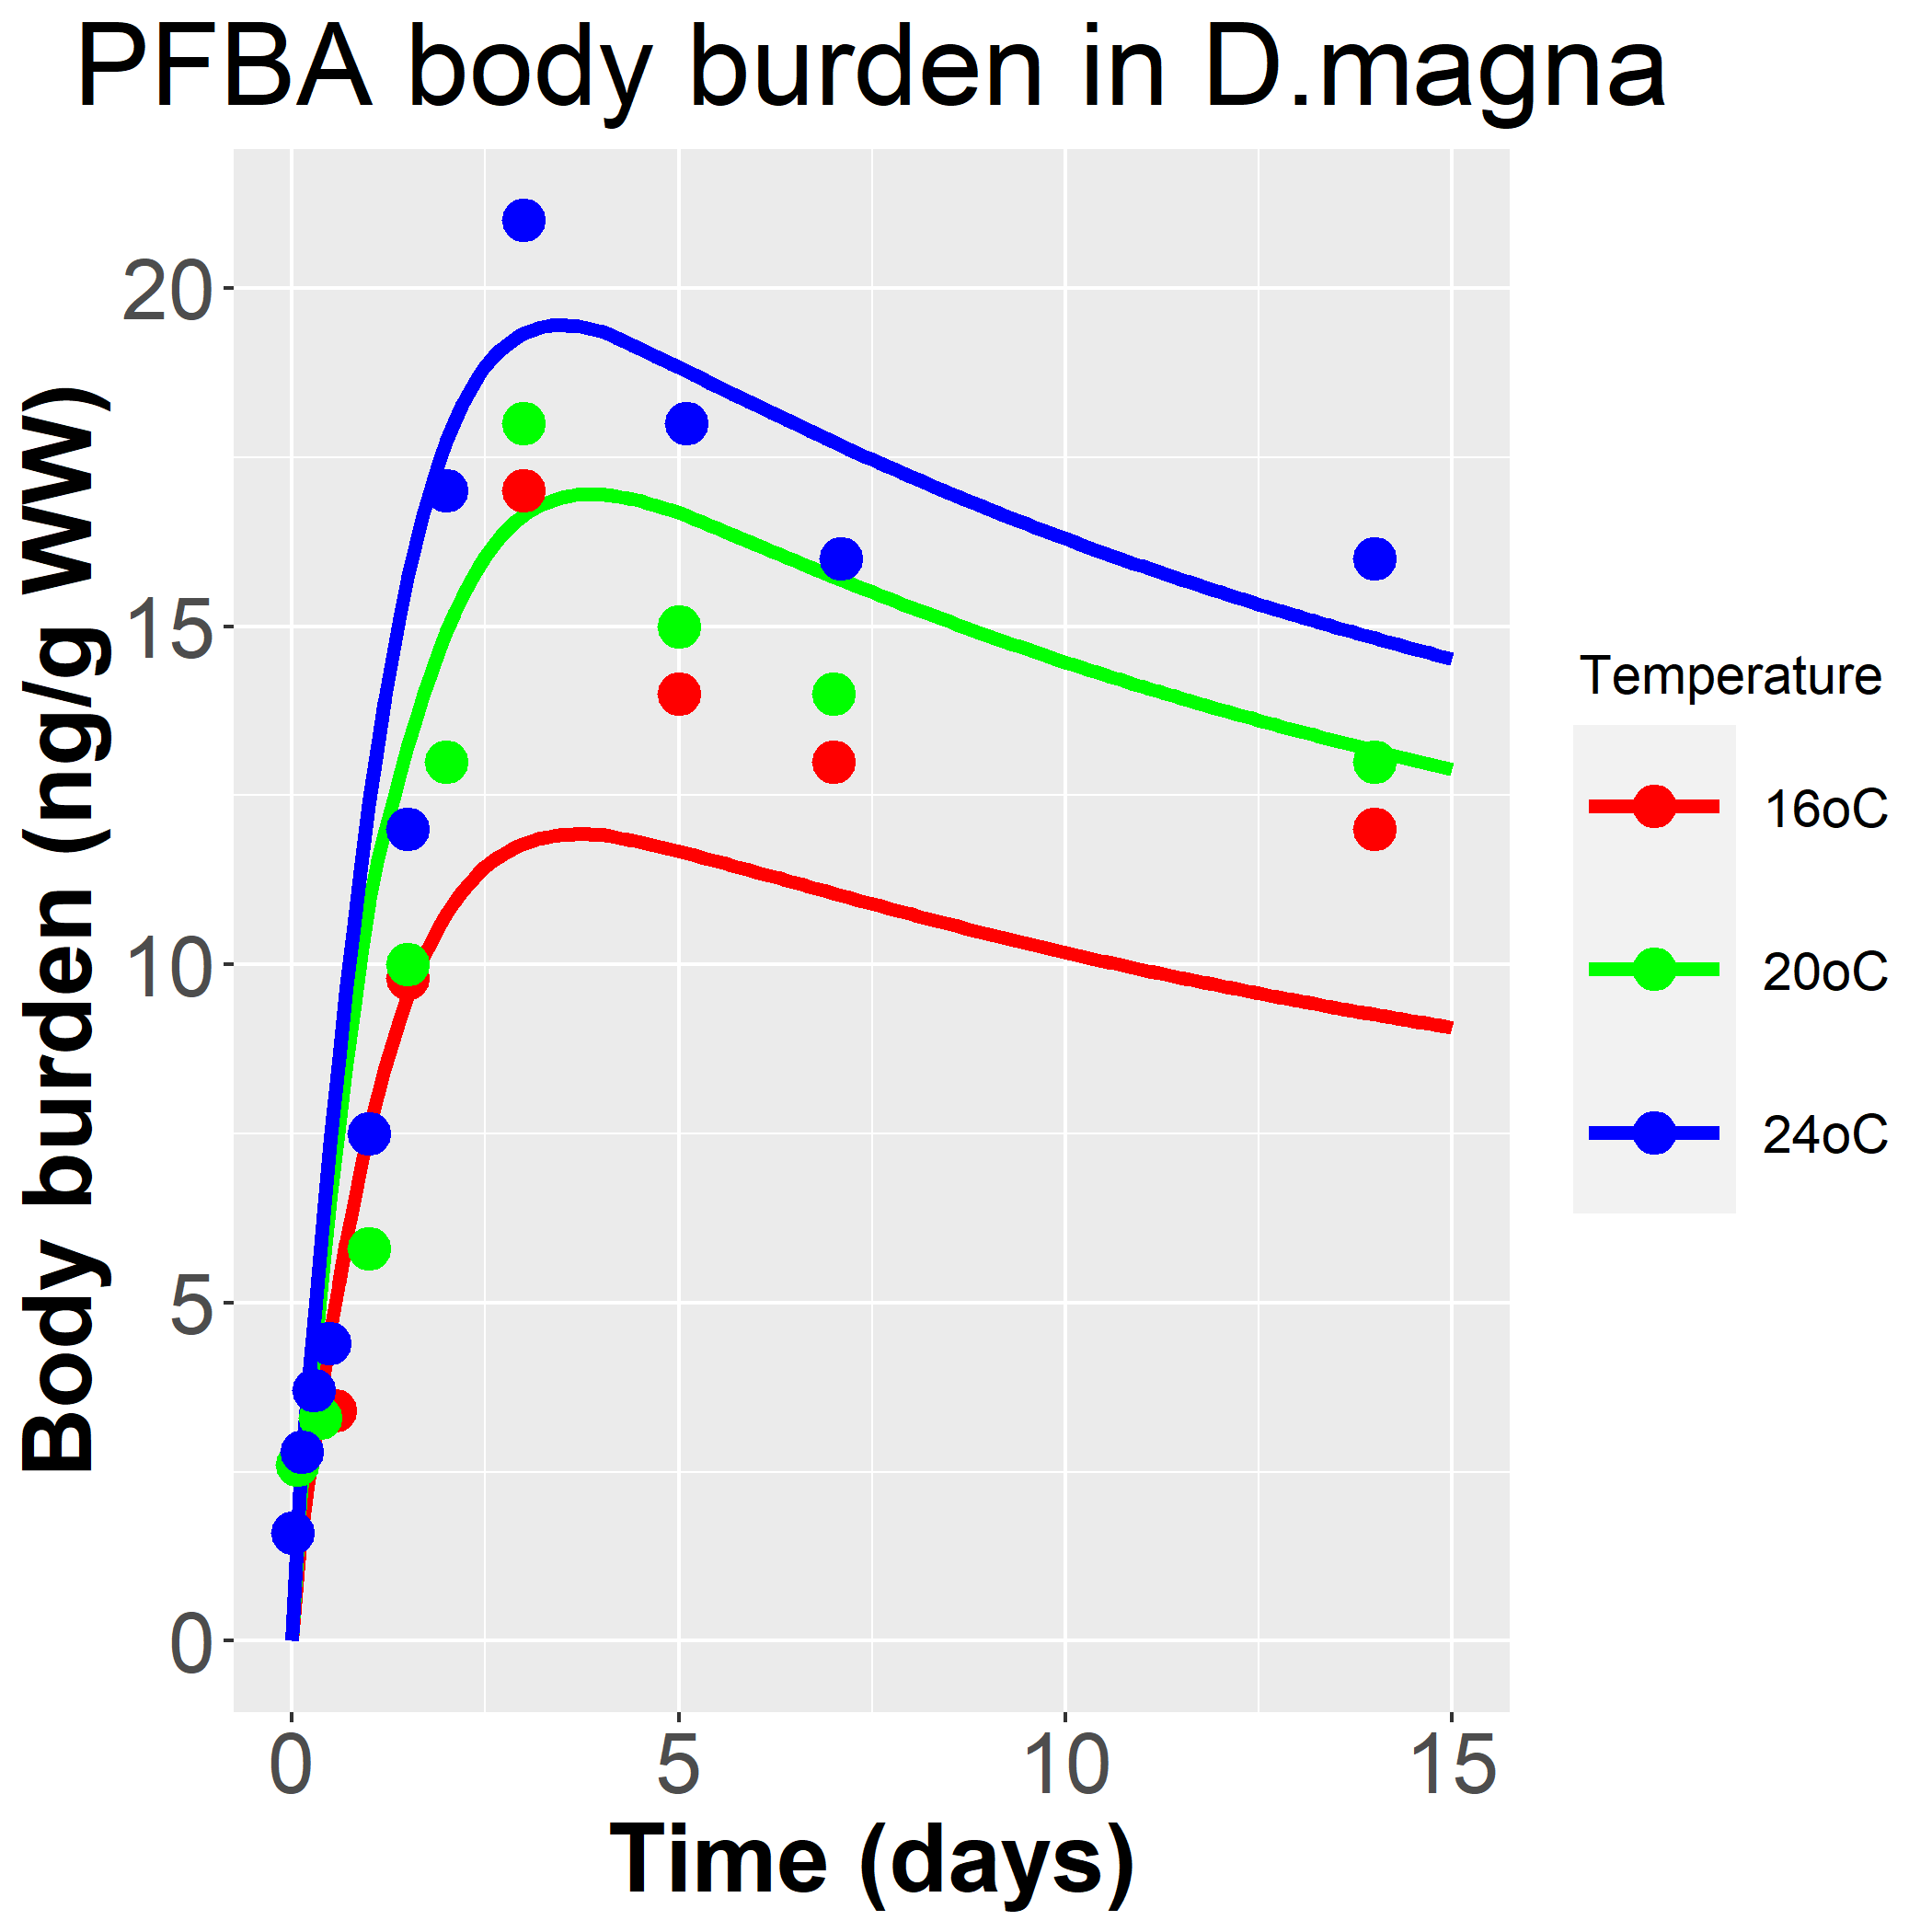 PFBA body burden in D.magna
Body burden (ng/g WW)
20
15
10
5
0
0 5 10 15
Time (days)
Temperature
16oC
20oC
24oC